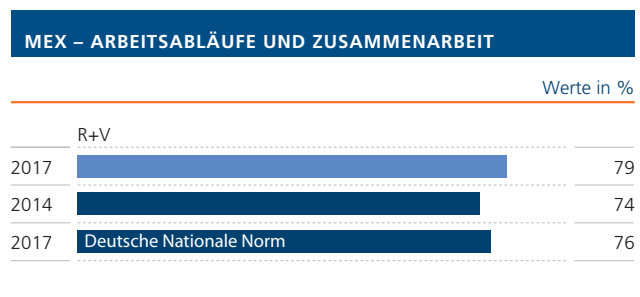 MEX – ARBEITSABLÄUFE UND ZUSAMMENARBEIT
Werte in %
R+V
2017 79
2014 74
2017 Deutsche Nationale Norm 76